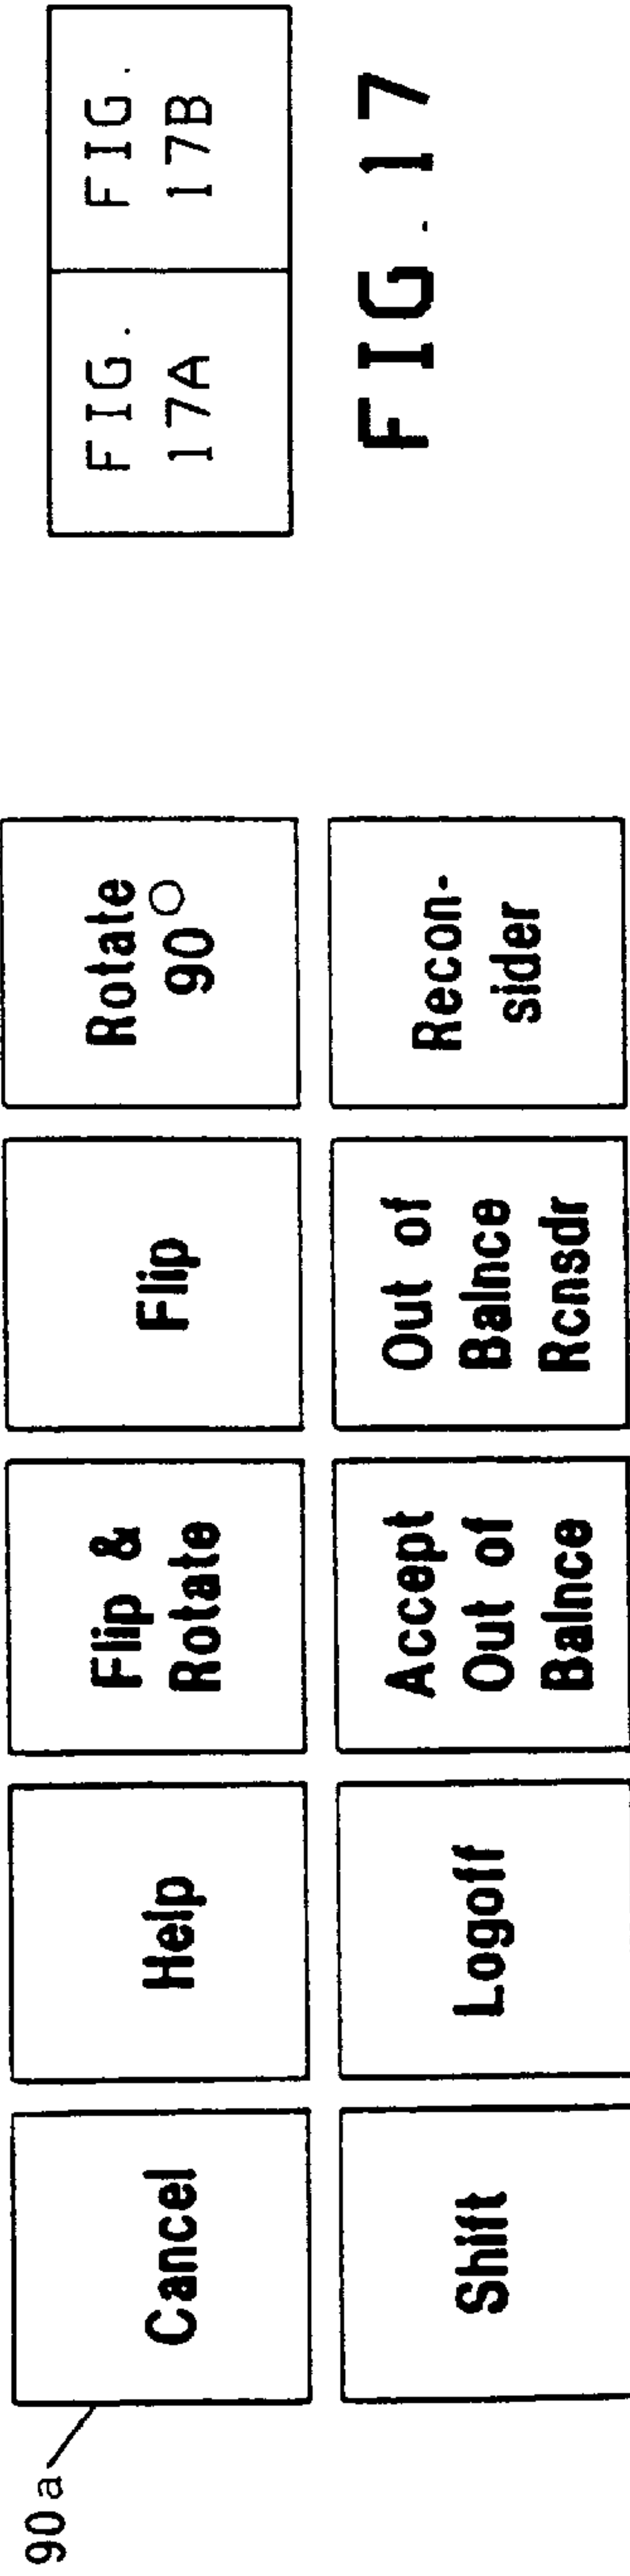 90a
Cancel
Help
Flip &
Rotate
Flip
Rotate
90°
Shift
Logoff
Accept
Out of
Balnce
Out of
Balnce
Rcnsdr
Recon-
sider
FIG.
17A
FIG.
17B
FIG. 17